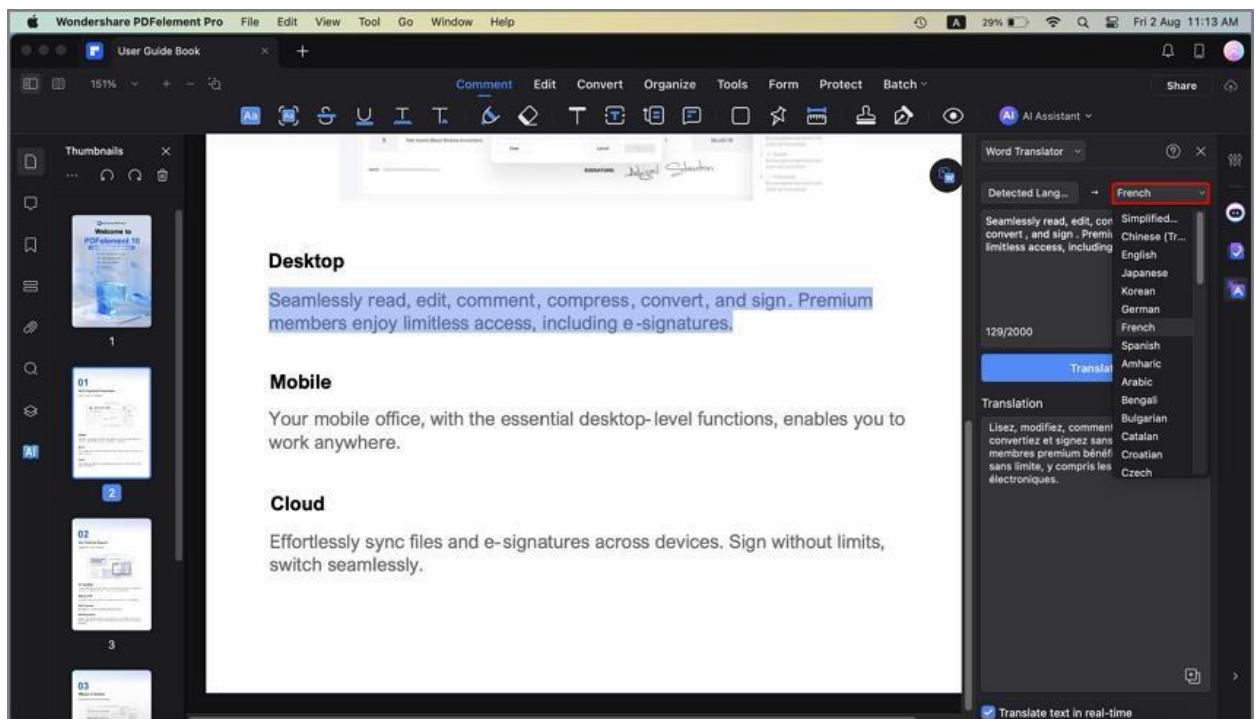 Wondershare PDFelement Pro File Edit View Tool Go Window Help A 29% Fri 2 Aug 11:13 AM
User Guide Book × +
151% + − Comment Edit Convert Organize Tools Form Protect Batch Share
AI AI Assistant
Thumbnails ×
Welcome to
PDFelement 10
1
01
2
02
3
03
SIGNATURE
Desktop
Seamlessly read, edit, comment, compress, convert, and sign. Premium
members enjoy limitless access, including e-signatures.
Mobile
Your mobile office, with the essential desktop-level functions, enables you to
work anywhere.
Cloud
Effortlessly sync files and e-signatures across devices. Sign without limits,
switch seamlessly.
Word Translator
Detected Lang... → French
Seamlessly read, edit, con
convert , and sign . Premi
limitless access, including
129/2000
Translat
Translation
Lisez, modifiez, comment
convertiez et signez sans
membres premium bénéfi
sans limite, y compris les
électroniques.
Simplified...
Chinese (Tr...
English
Japanese
Korean
German
French
Spanish
Amharic
Arabic
Bengali
Bulgarian
Catalan
Croatian
Czech
Translate text in real-time